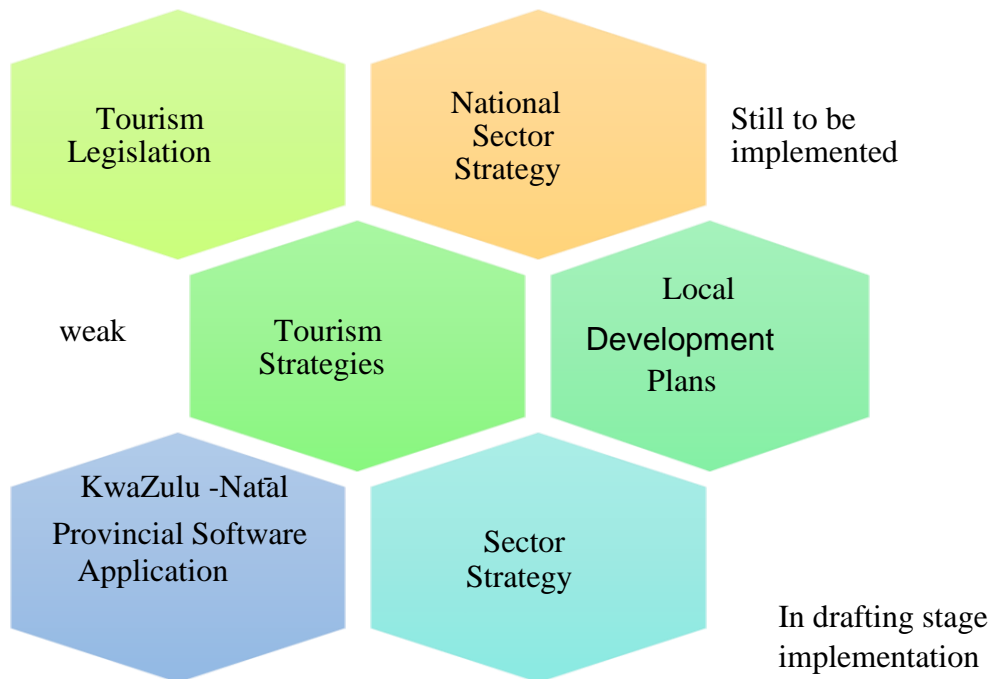 Tourism
Legislation
National
Sector
Strategy
Still to be
implemented
weak
Tourism
Strategies
Local
Development
Plans
KwaZulu -Natāl
Provincial Software
Application
Sector
Strategy
In drafting stage
implementation